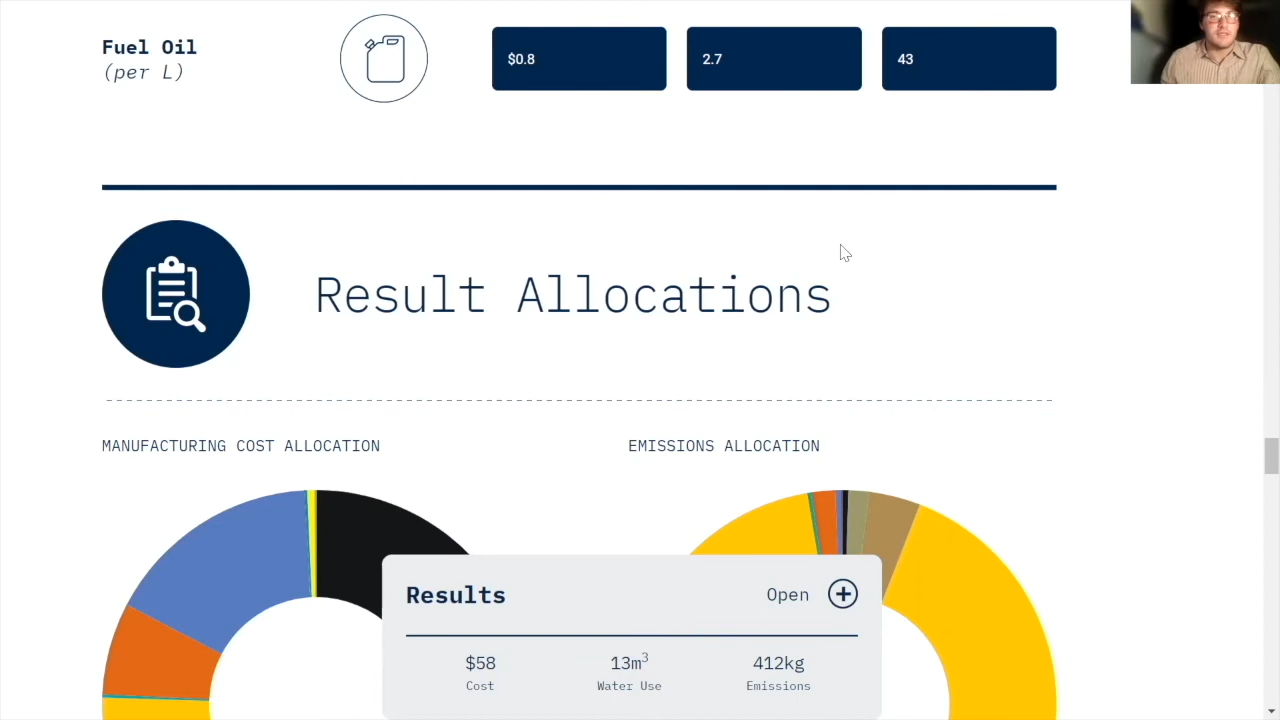 Fuel Oil
(per L)
$0.8
2.7
43
Result Allocations
MANUFACTURING COST ALLOCATION
EMISSIONS ALLOCATION
Results
Open
$58
13m³
412kg
Cost
Water Use
Emissions